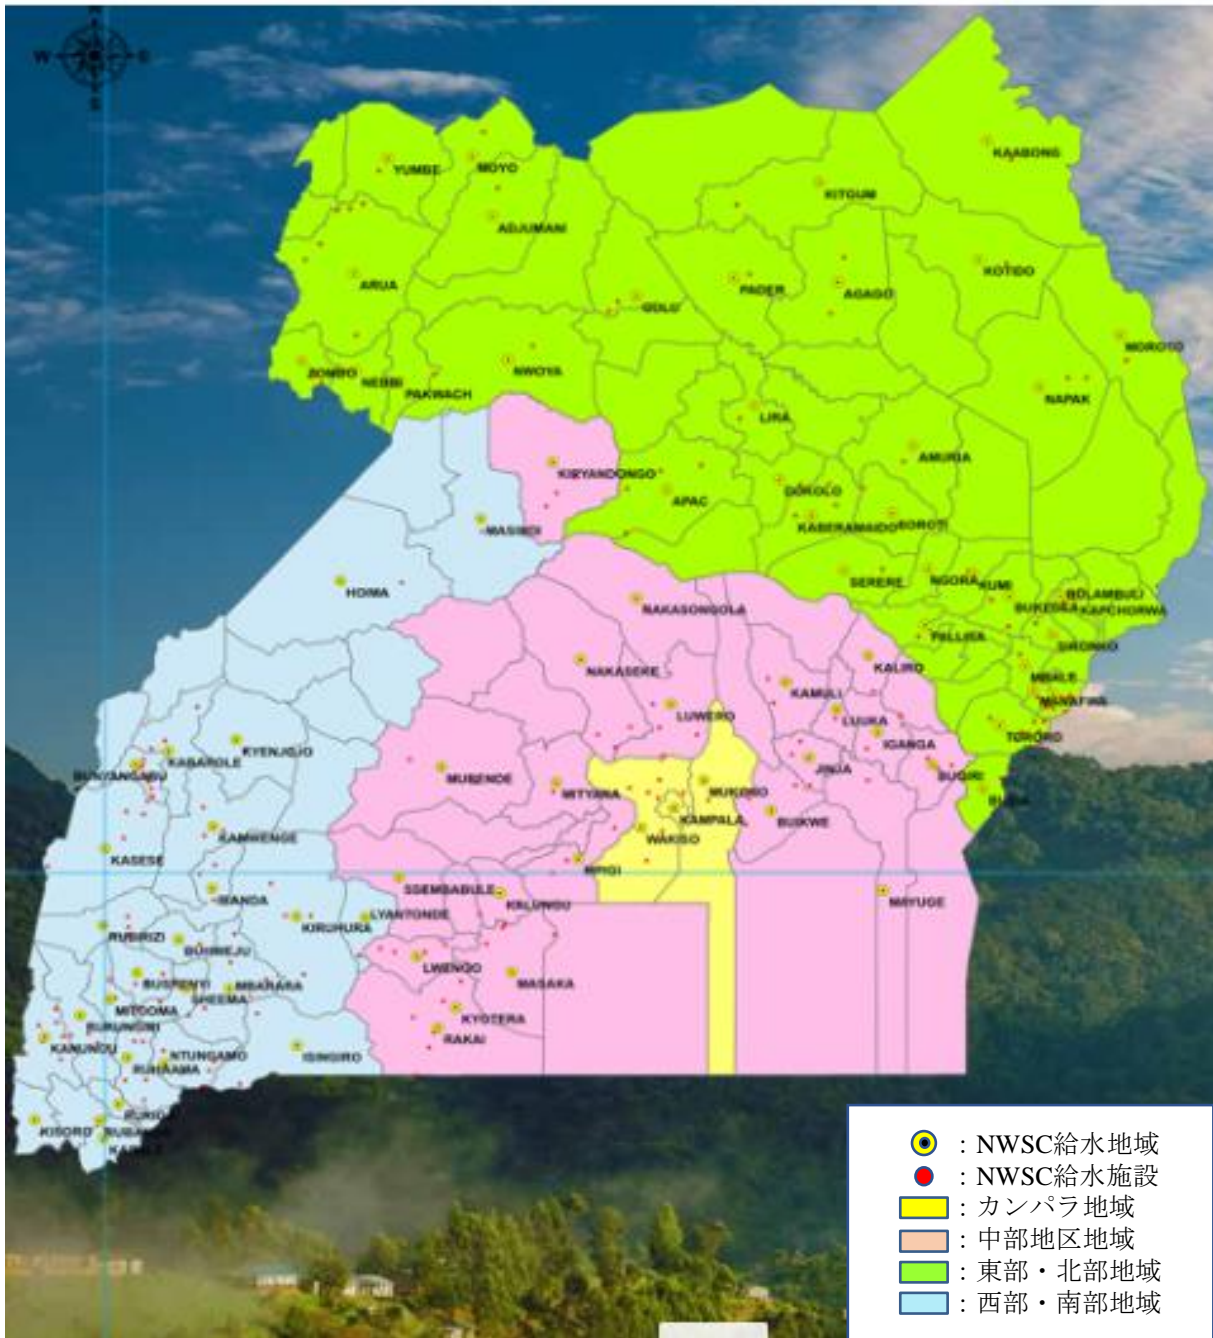 W
E
S
KAABONG
YUMBE
MOYO
KITGUM
ADJUMANI
KOTIDO
ARUA
PADER
AGAGO
GULU
MOROTO
ZOMBO
NEBBI
NWOYA
PAKWACH
NAPAK
LIRA
AMURIA
KIRYANDONGO
DOKOLO
APAC
KABERAMAIDO
SOROTI
MASINDI
SERERE
NGORA
KUMI
HOIMA
BULAMBULI
BUKEDEA
KAPCHORWA
NAKASONGOLA
PALLISA
SIRONKO
KALIRO
NAKASEKE
MBALE
KAMULI
MANAFWA
LUWERO
LUUKA
TORORO
IGANGA
KYENJOJO
KABAROLE
BUNYANGABU
JINJA
BUGIRI
MUBENDE
MITYANA
MUKONO
BUSIA
KAMPALA
BUIKWE
KAMWENGE
WAKISO
KASESE
MPIGI
SSEMBABULE
IBANDA
KALUNGU
MAYUGE
KIRUHURA
LYANTONDE
RUBIRIZI
BUHWEJU
LWENGO
MASAKA
BUSHENYI
SHEEMA
MBARARA
MITOOMA
KYOTERA
RUKUNGIRI
RAKAI
KANUNGU
NTUNGAMO
ISINGIRO
RUHAAMA
KISORO
：NWSC給水地域
：NWSC給水施設
：カンパラ地域
：中部地区地域
：東部・北部地域
：西部・南部地域